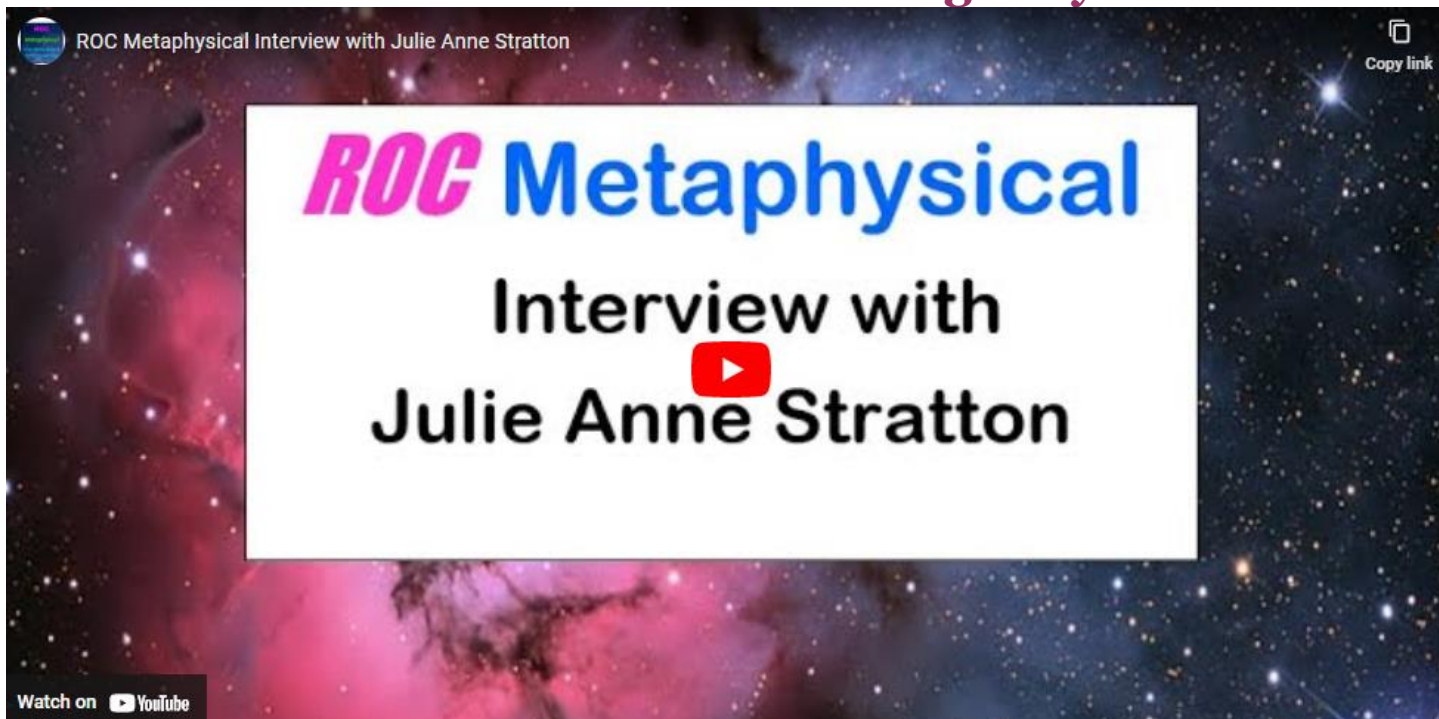 ROC Metaphysical Interview with Julie Anne Stratton
Copy link
ROC Metaphysical
Interview with
Julie Anne Stratton
Watch on YouTube